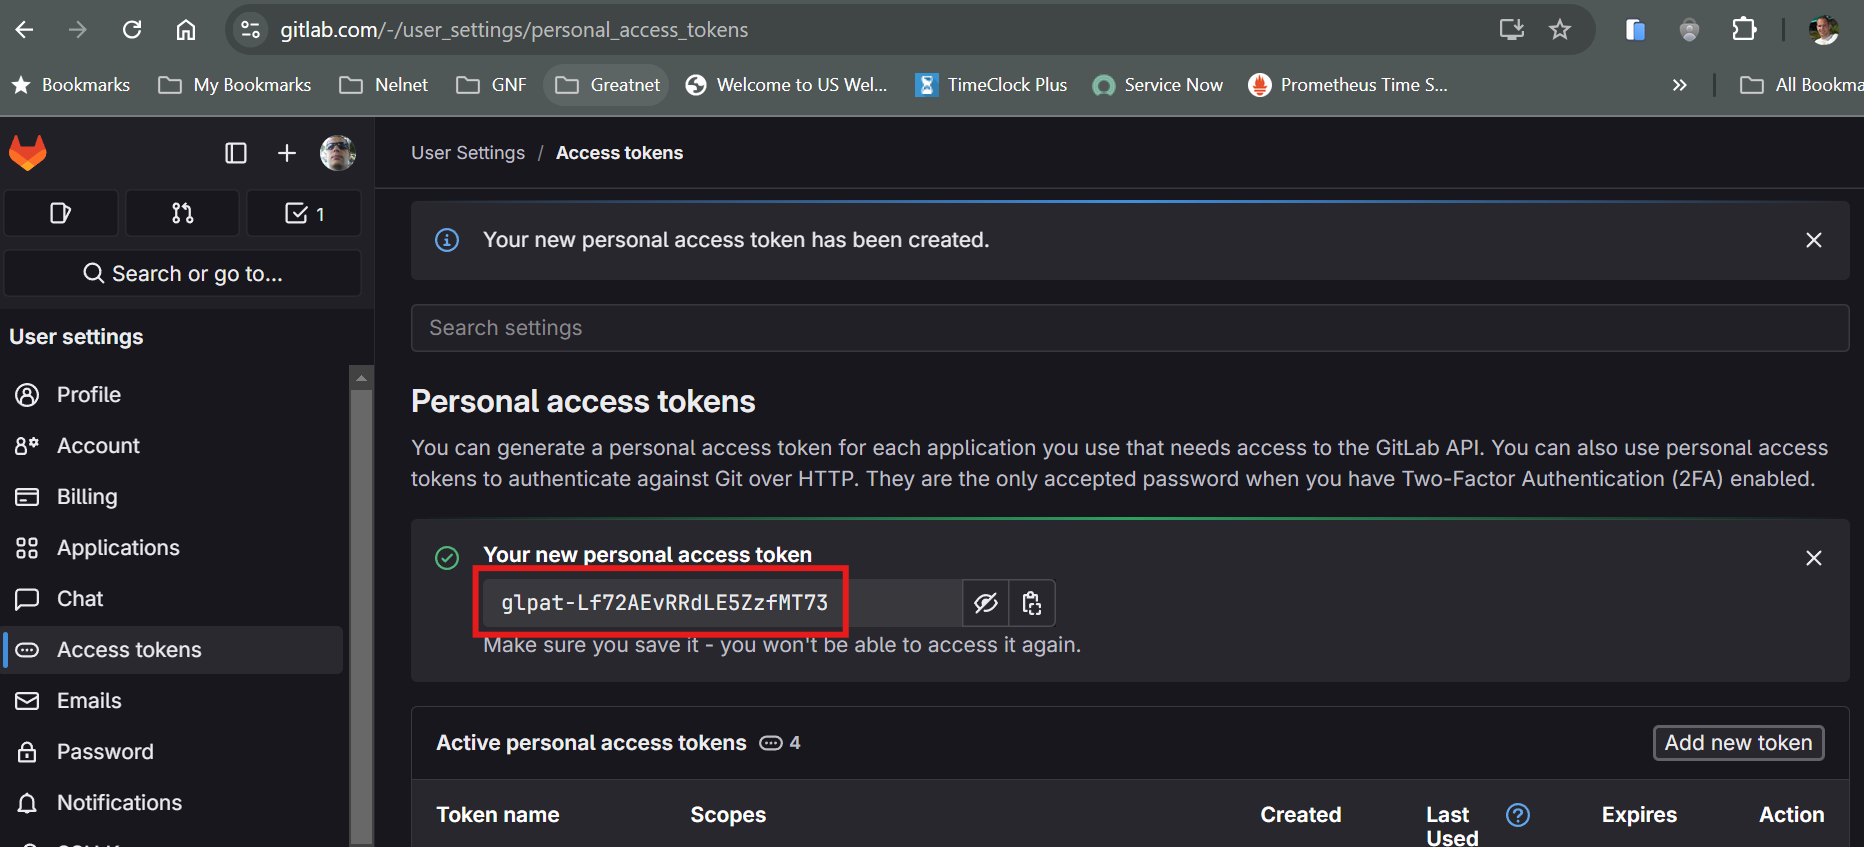 gitlab.com/-/user_settings/personal_access_tokens
Bookmarks My Bookmarks Nelnet GNF Greatnet Welcome to US Wel... TimeClock Plus Service Now Prometheus Time S... All Bookma
User Settings / Access tokens
1
Search or go to...
User settings
Profile
Account
Billing
Applications
Chat
Access tokens
Emails
Password
Notifications
Your new personal access token has been created.
Search settings
Personal access tokens
You can generate a personal access token for each application you use that needs access to the GitLab API. You can also use personal access
tokens to authenticate against Git over HTTP. They are the only accepted password when you have Two-Factor Authentication (2FA) enabled.
Your new personal access token
glpat-Lf72AEvRRdLE5ZzfMT73
Make sure you save it - you won't be able to access it again.
Active personal access tokens 4
Add new token
Token name Scopes Created Last Used Expires Action